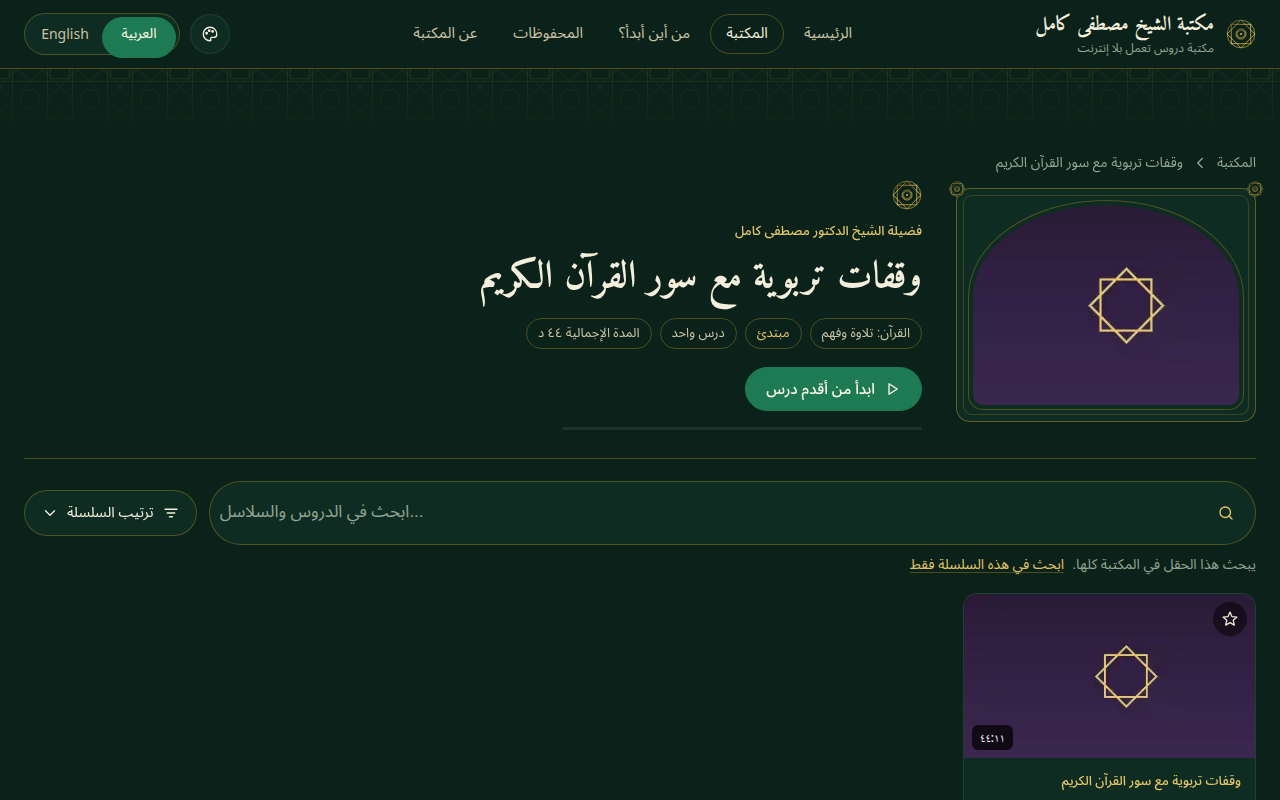 مكتبة الشيخ مصطفى كامل
مكتبة دروس تعمل بلا إنترنت
الرئيسية
المكتبة
من أين أبدأ؟
المحفوظات
عن المكتبة
العربية
English
المكتبة
وقفات تربوية مع سور القرآن الكريم
فضيلة الشيخ الدكتور مصطفى كامل
وقفات تربوية مع سور القرآن الكريم
القرآن: تلاوة وفهم
مبتدئ
درس واحد
المدة الإجمالية ٤٤ د
ابدأ من أقدم درس
ابحث في الدروس والسلاسل...
ترتيب السلسلة
يبحث هذا الحقل في المكتبة كلها. ابحث في هذه السلسلة فقط
٤٤:١١
وقفات تربوية مع سور القرآن الكريم